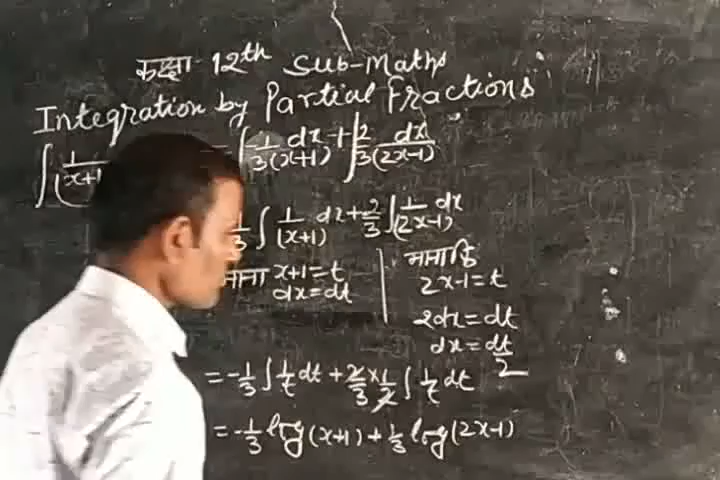 कक्षा - 12th Sub-Maths
Integration by Partial Fractions
∫ 1/(x+1 = ∫ -1/3 dx/(x+1) + ∫ 2/3 dx/(2x-1)
1/3 ∫ 1/(x+1) dx + 2/3 ∫ 1/(2x-1) dx
माना x+1=t
dx=dt
माना कि
2x-1=t
2dx=dt
dx=dt/2
= -1/3 ∫ 1/t dt + 2/3 × 1/2 ∫ 1/t dt
= -1/3 log(x+1) + 1/3 log(2x-1)